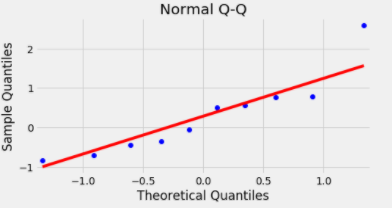 Normal Q-Q
Sample Quantiles
2
1
0
−1
−1.0 −0.5 0.0 0.5 1.0
Theoretical Quantiles